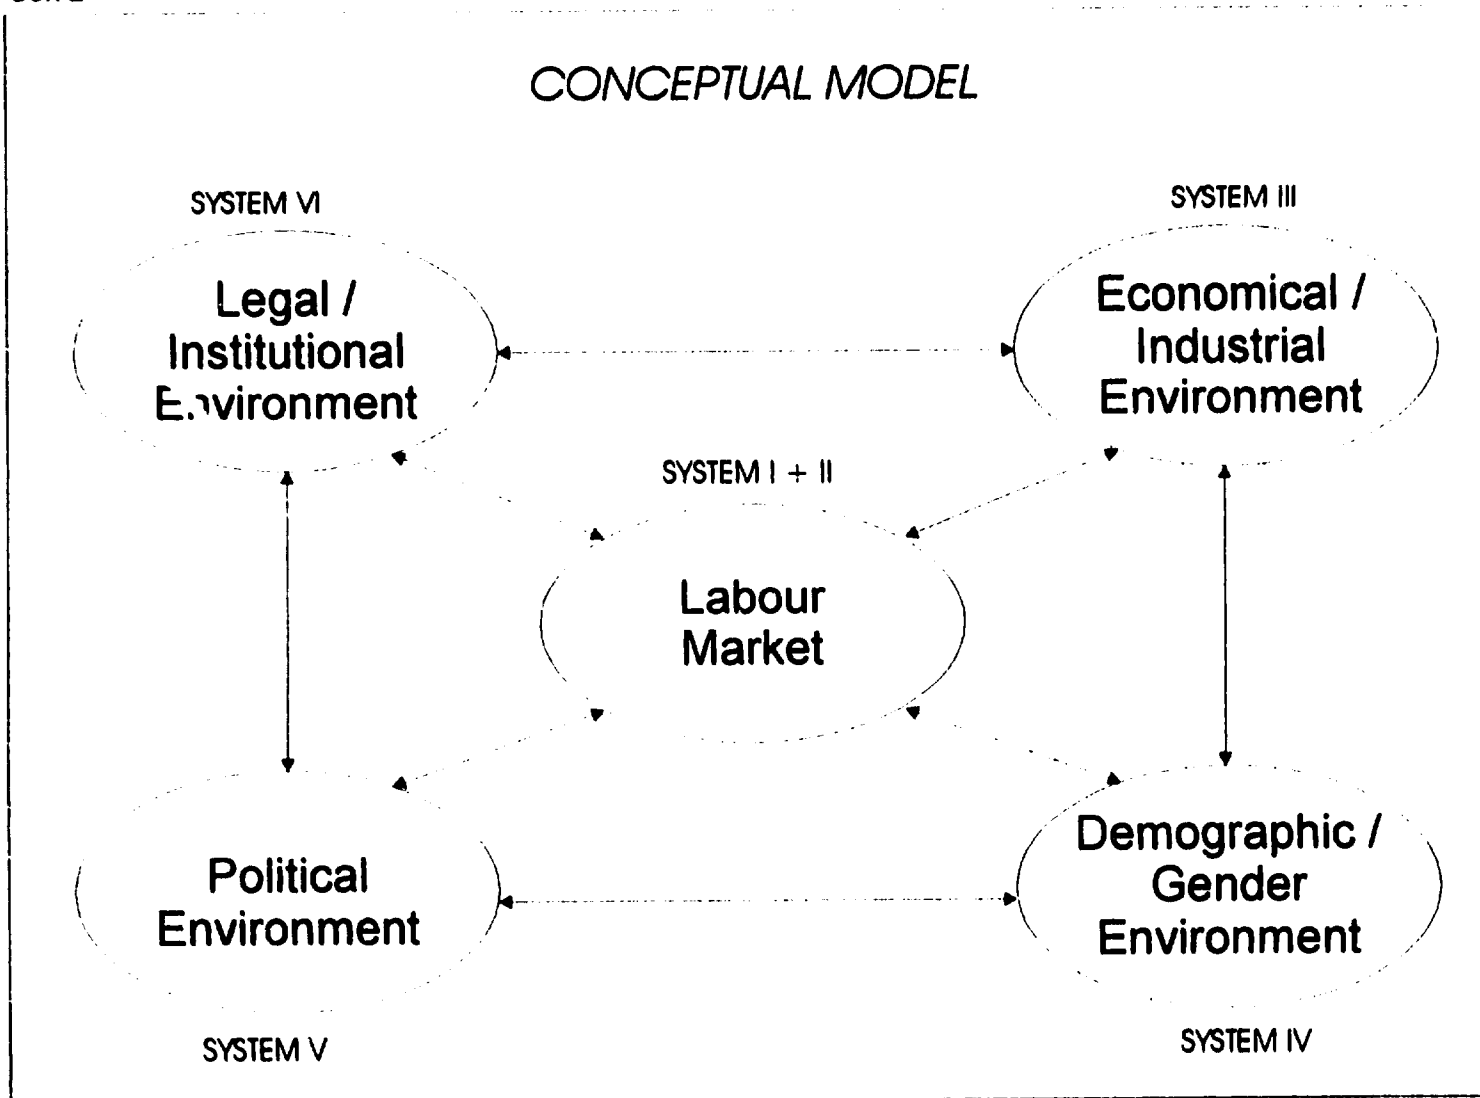 CONCEPTUAL MODEL
SYSTEM VI
Legal /
Institutional
Environment
SYSTEM III
Economical /
Industrial
Environment
SYSTEM I + II
Labour
Market
Political
Environment
SYSTEM V
Demographic /
Gender
Environment
SYSTEM IV